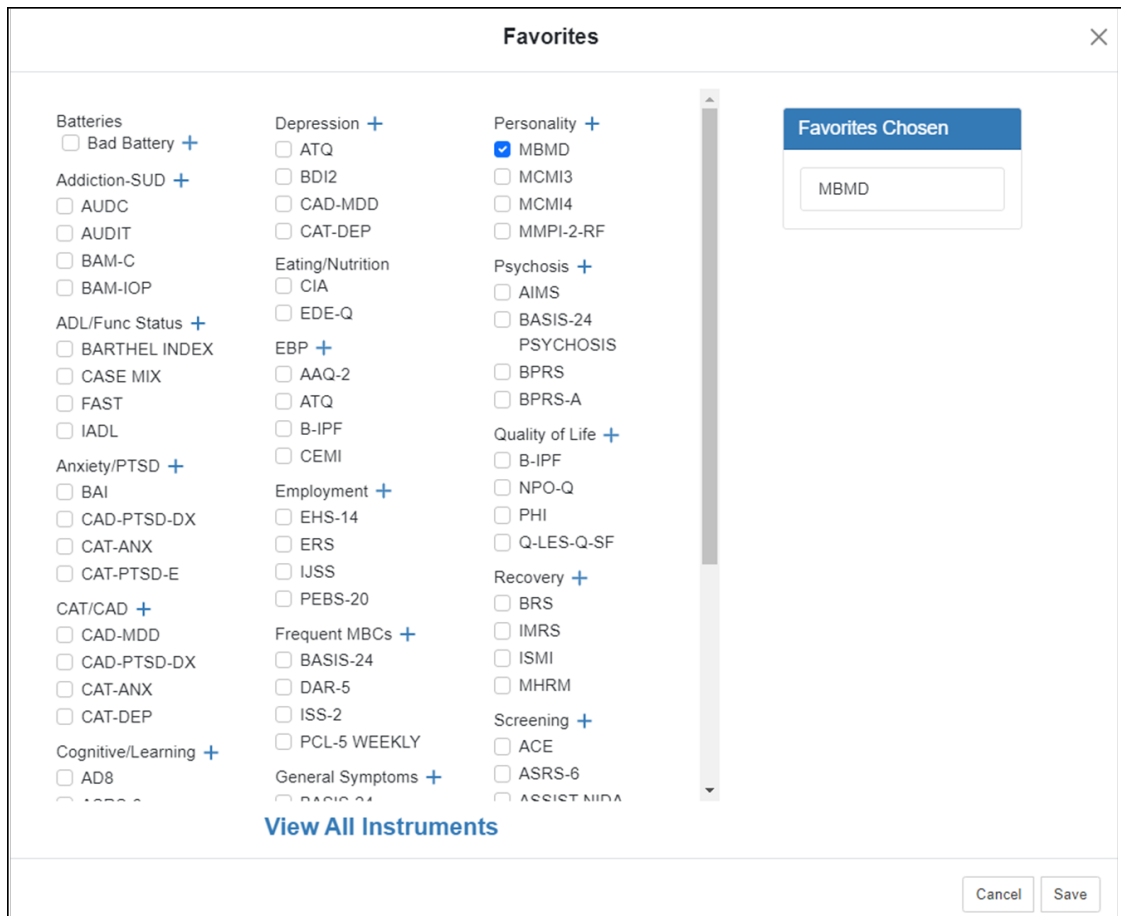 Favorites
Batteries
Bad Battery
Addiction-SUD
AUDC
AUDIT
BAM-C
BAM-IOP
ADL/Func Status
BARTHEL INDEX
CASE MIX
FAST
IADL
Anxiety/PTSD
BAI
CAD-PTSD-DX
CAT-ANX
CAT-PTSD-E
CAT/CAD
CAD-MDD
CAD-PTSD-DX
CAT-ANX
CAT-DEP
Cognitive/Learning
AD8
Depression
ATQ
BDI2
CAD-MDD
CAT-DEP
Eating/Nutrition
CIA
EDE-Q
EBP
AAQ-2
ATQ
B-IPF
CEMI
Employment
EHS-14
ERS
IJSS
PEBS-20
Frequent MBCs
BASIS-24
DAR-5
ISS-2
PCL-5 WEEKLY
General Symptoms
BASIS-24
Personality
MBMD
MCMI3
MCMI4
MMPI-2-RF
Psychosis
AIMS
BASIS-24
PSYCHOSIS
BPRS
BPRS-A
Quality of Life
B-IPF
NPO-Q
PHI
Q-LES-Q-SF
Recovery
BRS
IMRS
ISMI
MHRM
Screening
ACE
ASRS-6
ASSIST NIDA
Favorites Chosen
MBMD
View All Instruments
Cancel
Save